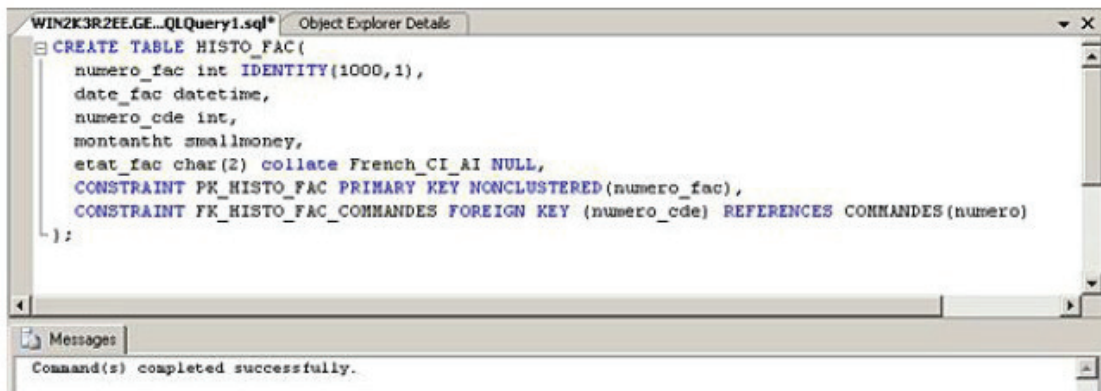 WIN2K3R2EE.GE...QLQuery1.sql* Object Explorer Details
CREATE TABLE HISTO_FAC(
numero_fac int IDENTITY(1000,1),
date_fac datetime,
numero_cde int,
montantht smallmoney,
etat_fac char(2) collate French_CI_AI NULL,
CONSTRAINT PK_HISTO_FAC PRIMARY KEY NONCLUSTERED(numero_fac),
CONSTRAINT FK_HISTO_FAC_COMMANDES FOREIGN KEY (numero_cde) REFERENCES COMMANDES(numero)
);
Messages
Command(s) completed successfully.